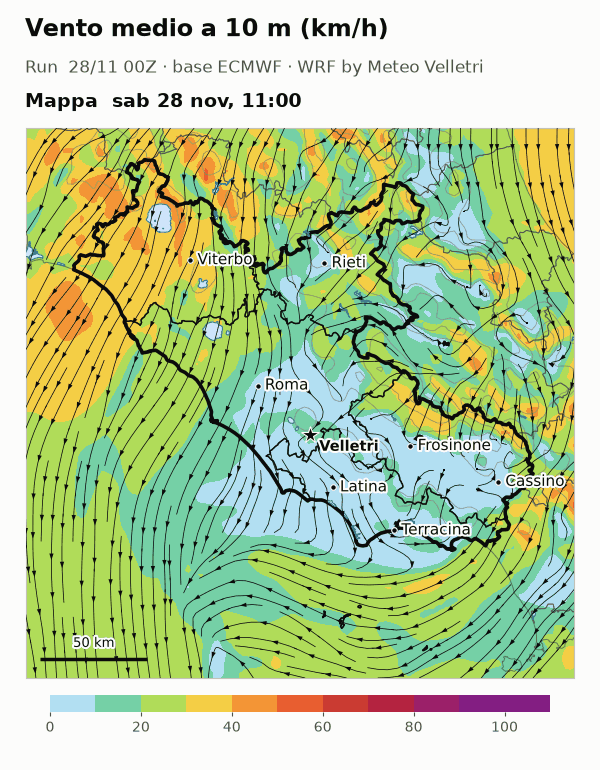 Vento medio a 10 m (km/h)
Run  28/11 00Z · base ECMWF · WRF by Meteo Velletri
Mappa  sab 28 nov, 11:00
Viterbo
Rieti
Roma
Velletri
Frosinone
Cassino
Latina
Terracina
50 km
0 20 40 60 80 100